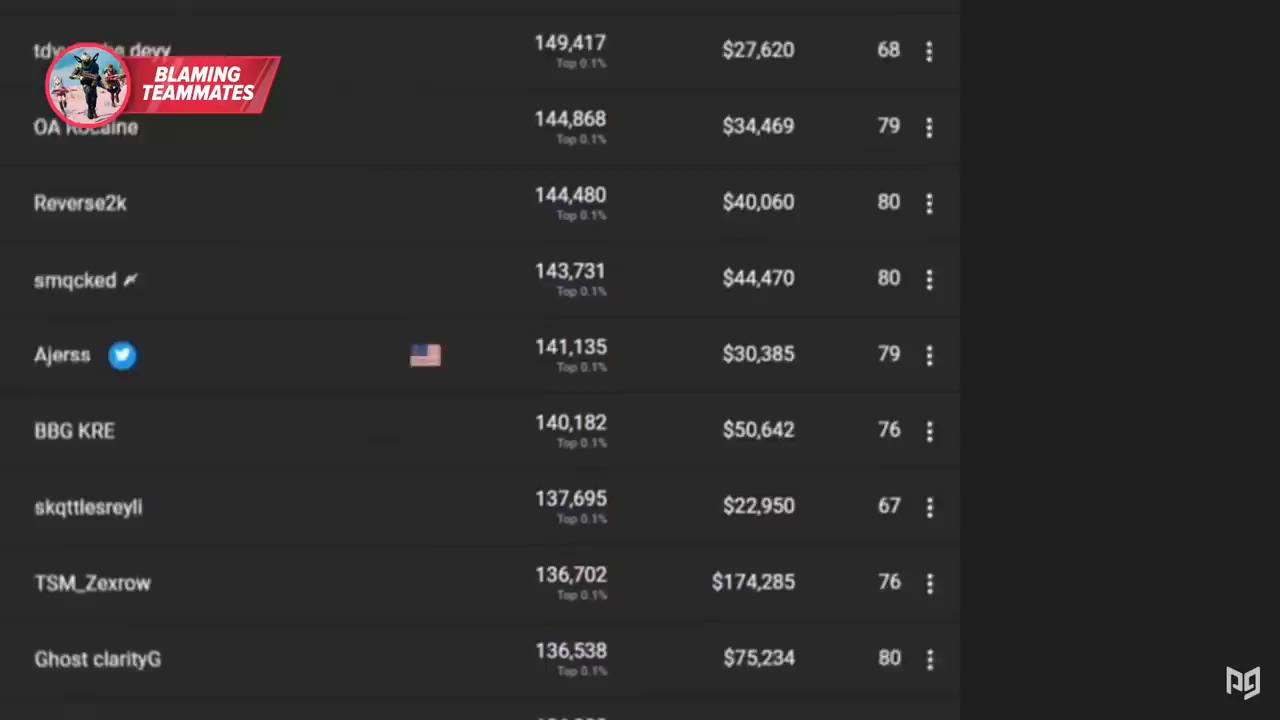 devv 149,417 $27,620 68
Top 0.1%
BLAMING
TEAMMATES
OA 144,868 $34,469 79
Top 0.1%
Reverse2k 144,480 $40,060 80
Top 0.1%
smqcked 143,731 $44,470 80
Top 0.1%
Ajerss 141,135 $30,385 79
Top 0.1%
BBG KRE 140,182 $50,642 76
Top 0.1%
skqttlesreyli 137,695 $22,950 67
Top 0.1%
TSM_Zexrow 136,702 $174,285 76
Top 0.1%
Ghost clarityG 136,538 $75,234 80
Top 0.1%